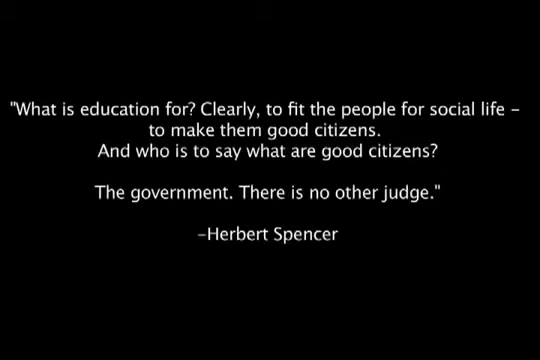 "What is education for? Clearly, to fit the people for social life –
to make them good citizens.
And who is to say what are good citizens?
The government. There is no other judge."
–Herbert Spencer